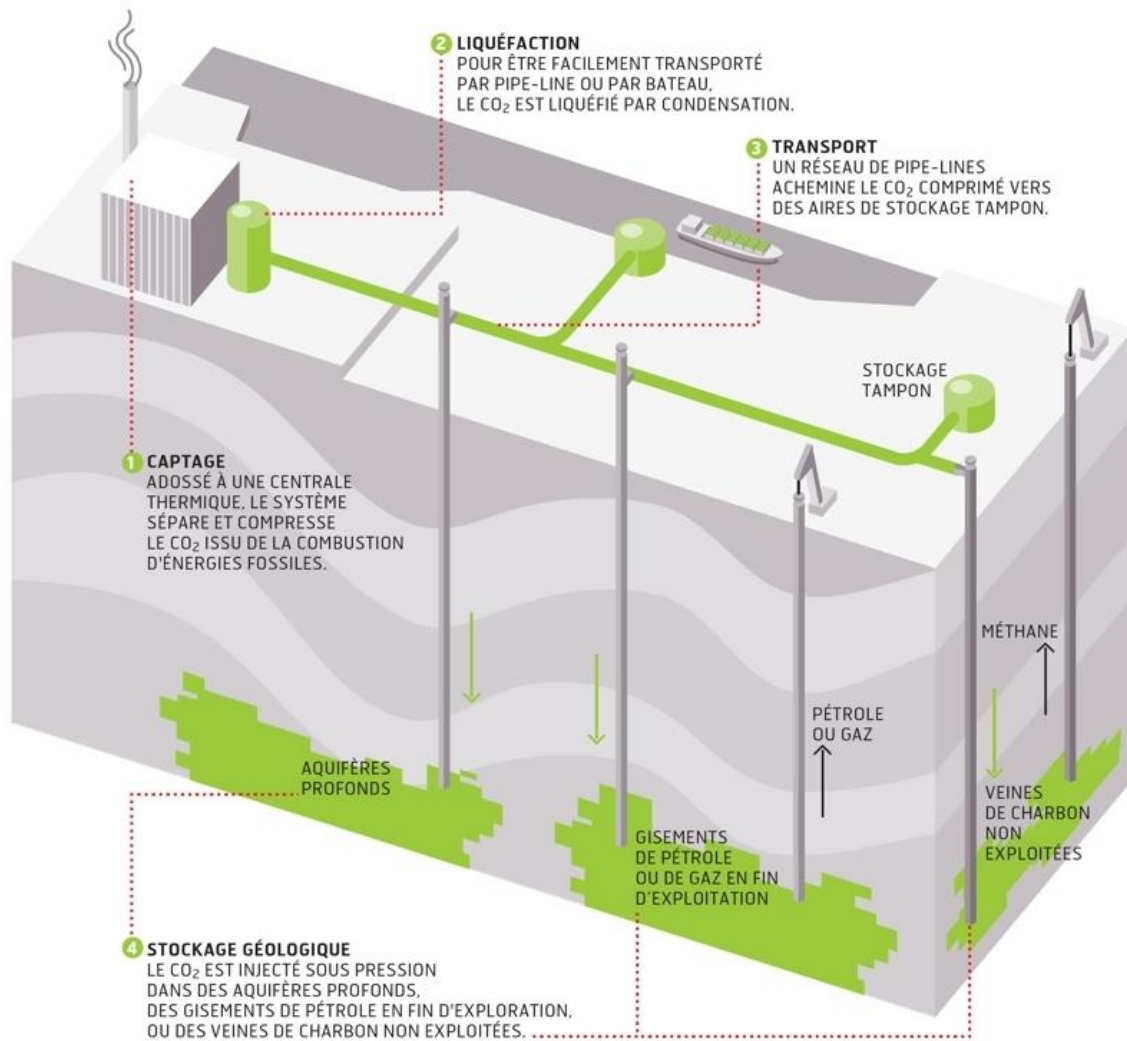 2 LIQUÉFACTION
POUR ÊTRE FACILEMENT TRANSPORTÉ
PAR PIPE-LINE OU PAR BATEAU,
LE CO₂ EST LIQUÉFIÉ PAR CONDENSATION.
3 TRANSPORT
UN RÉSEAU DE PIPE-LINES
ACHEMINE LE CO₂ COMPRIMÉ VERS
DES AIRES DE STOCKAGE TAMPON.
STOCKAGE
TAMPON
1 CAPTAGE
ADOSSÉ À UNE CENTRALE
THERMIQUE, LE SYSTÈME
SÉPARE ET COMPRESSE
LE CO₂ ISSU DE LA COMBUSTION
D'ÉNERGIES FOSSILES.
MÉTHANE
PÉTROLE
OU GAZ
AQUIFÈRES
PROFONDS
VEINES
DE CHARBON
NON
EXPLOITÉES
GISEMENTS
DE PÉTROLE
OU DE GAZ EN FIN
D'EXPLOITATION
4 STOCKAGE GÉOLOGIQUE
LE CO₂ EST INJECTÉ SOUS PRESSION
DANS DES AQUIFÈRES PROFONDS,
DES GISEMENTS DE PÉTROLE EN FIN D'EXPLORATION,
OU DES VEINES DE CHARBON NON EXPLOITÉES.